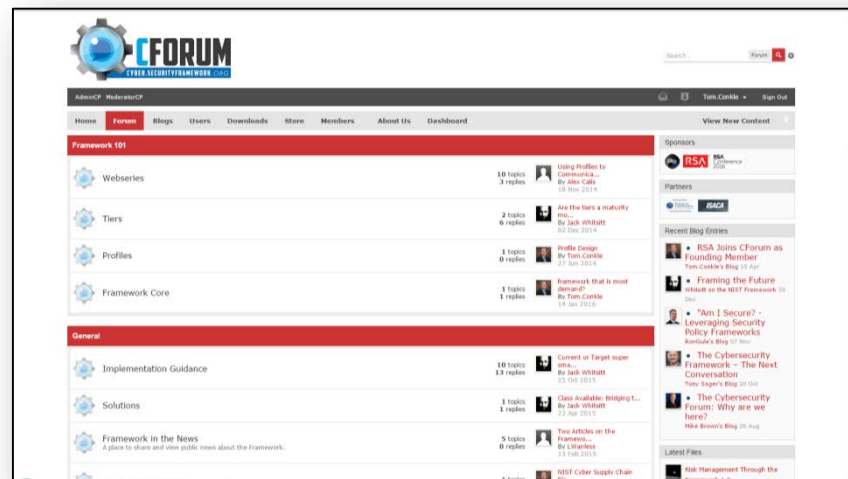 CFORUM
CYBER.SECURITYFRAMEWORK.ORG
Search...
Forum
AdminCP ModeratorCP
Tom.Conkle
Sign Out
Home Forum Blogs Users Downloads Store Members About Us Dashboard
View New Content
Framework 101
Webseries
10 topics
3 replies
Using Profiles to
Communica...
By Alex Calis
18 Nov 2014
Tiers
2 topics
6 replies
Are the tiers a maturity
mo...
By Jack Whitsitt
02 Dec 2014
Profiles
1 topics
0 replies
Profile Design
By Tom.Conkle
27 Jun 2014
Framework Core
1 topics
1 replies
framework that is most
demand?
By Tom.Conkle
14 Jan 2016
General
Implementation Guidance
10 topics
13 replies
Current or Target super
sma...
By Jack Whitsitt
25 Oct 2015
Solutions
1 topics
1 replies
Class Available: Bridging t...
By Jack Whitsitt
23 Apr 2015
Framework in the News
A place to share and view public news about the Framework.
5 topics
0 replies
Two Articles on the
Framewo...
By LWanless
13 Feb 2015
NIST Cyber Supply Chain
Sponsors
RSA
RSA
Conference
2016
Partners
ISACA
Recent Blog Entries
• RSA Joins CForum as
Founding Member
Tom.Conkle's Blog 15 Apr
• Framing the Future
Whitsitt on the NIST Framework 03
Dec
• "Am I Secure? -
Leveraging Security
Policy Frameworks
RonGula's Blog 07 Nov
• The Cybersecurity
Framework – The Next
Conversation
Tony Sager's Blog 28 Oct
• The Cybersecurity
Forum: Why are we
here?
Mike Brown's Blog 26 Aug
Latest Files
Risk Management Through the